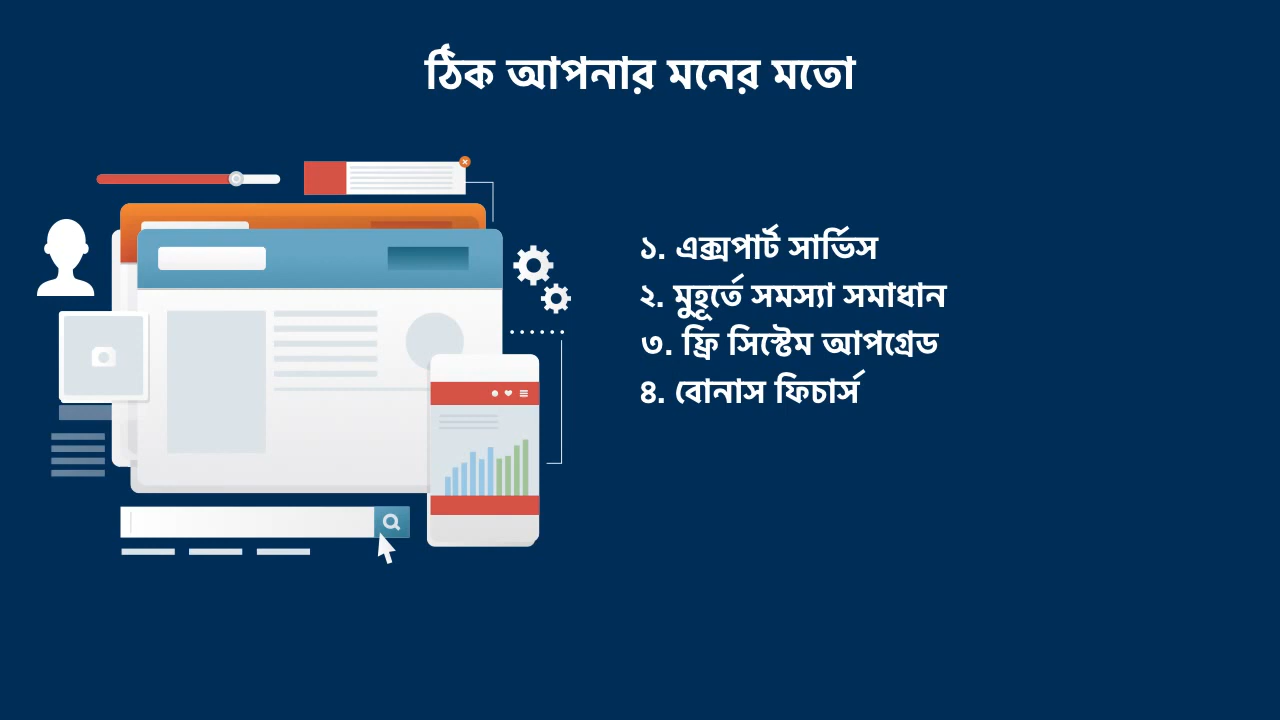 ঠিক আপনার মনের মতো
১. এক্সপার্ট সার্ভিস
২. মুহূর্তে সমস্যা সমাধান
৩. ফ্রি সিস্টেম আপগ্রেড
৪. বোনাস ফিচার্স